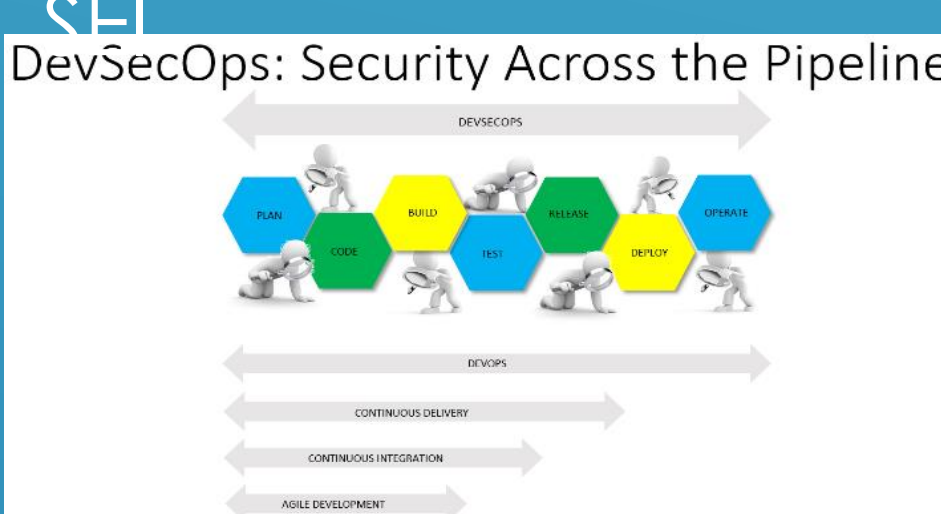 DevSecOps: Security Across the Pipeline
DEVSECOPS
PLAN
CODE
BUILD
TEST
RELEASE
DEPLOY
OPERATE
DEVOPS
CONTINUOUS DELIVERY
CONTINUOUS INTEGRATION
AGILE DEVELOPMENT